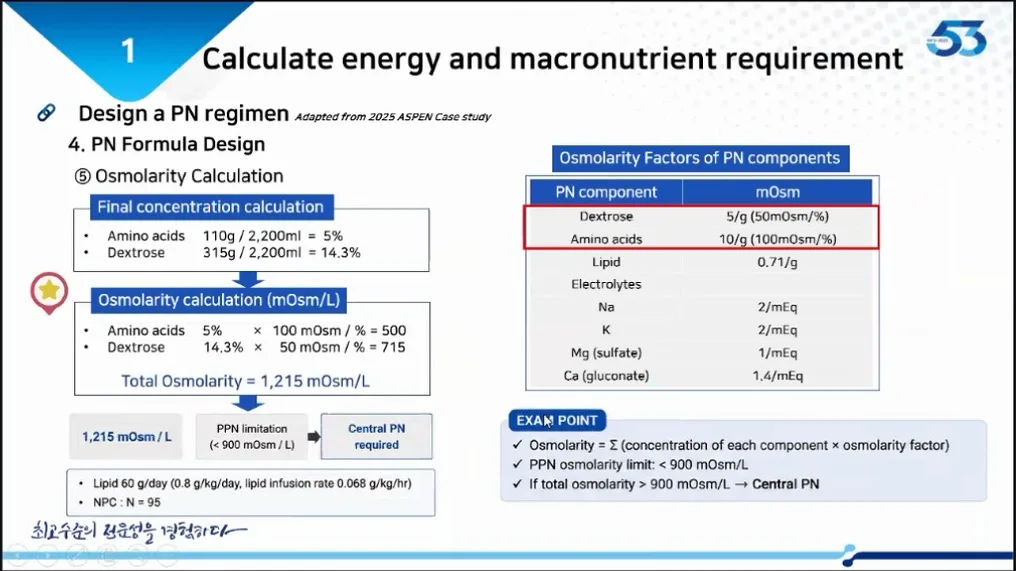 1
Calculate energy and macronutrient requirement
53
Design a PN regimen Adapted from 2025 ASPEN Case study
4. PN Formula Design
⑤ Osmolarity Calculation
Final concentration calculation
• Amino acids 110g / 2,200ml = 5%
• Dextrose 315g / 2,200ml = 14.3%
Osmolarity calculation (mOsm/L)
• Amino acids 5% × 100 mOsm / % = 500
• Dextrose 14.3% × 50 mOsm / % = 715
Total Osmolarity = 1,215 mOsm/L
1,215 mOsm / L
PPN limitation
(< 900 mOsm / L)
Central PN
required
• Lipid 60 g/day (0.8 g/kg/day, lipid infusion rate 0.068 g/kg/hr)
• NPC : N = 95
최고수준의 전문성을 경험하다
Osmolarity Factors of PN components
PN component mOsm
Dextrose 5/g (50mOsm/%)
Amino acids 10/g (100mOsm/%)
Lipid 0.71/g
Electrolytes
Na 2/mEq
K 2/mEq
Mg (sulfate) 1/mEq
Ca (gluconate) 1.4/mEq
EXAM POINT
✓ Osmolarity = Σ (concentration of each component × osmolarity factor)
✓ PPN osmolarity limit: < 900 mOsm/L
✓ If total osmolarity > 900 mOsm/L → Central PN